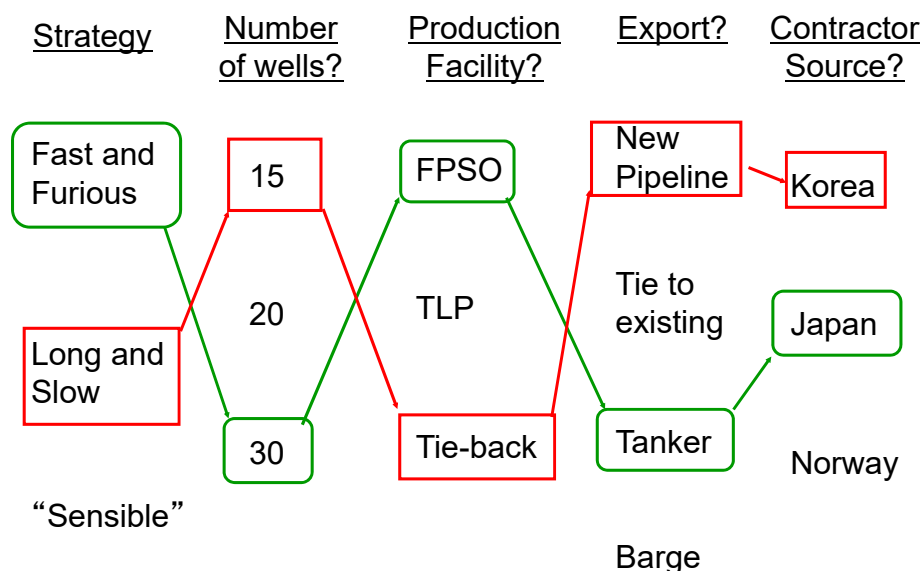 Strategy
Number
of wells?
Production
Facility?
Export?
Contractor
Source?
Fast and
Furious
15
FPSO
New
Pipeline
Korea
Long and
Slow
20
TLP
Tie to
existing
Japan
“Sensible”
30
Tie-back
Tanker
Norway
Barge